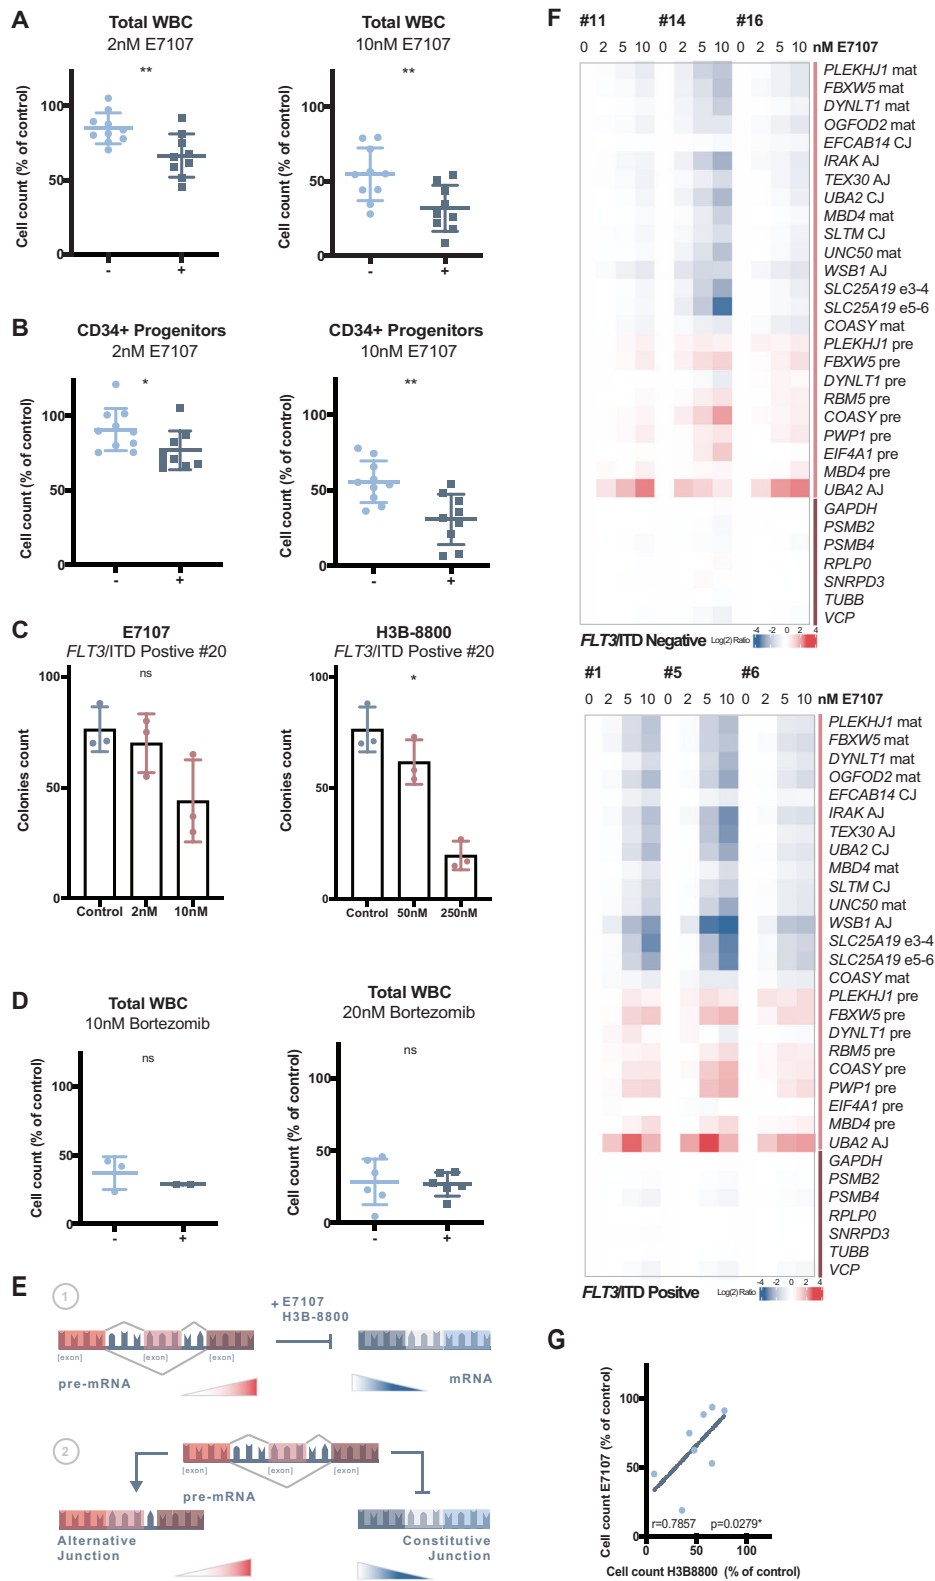 A
Total WBC
2nM E7107
**
Cell count (% of control)
100
50
0
-
+
Total WBC
10nM E7107
**
Cell count (% of control)
100
50
0
-
+
B
CD34+ Progenitors
2nM E7107
*
Cell count (% of control)
100
50
0
-
+
CD34+ Progenitors
10nM E7107
**
Cell count (% of control)
100
50
0
-
+
C
E7107
FLT3/ITD Postive #20
ns
Colonies count
100
50
0
Control 2nM 10nM
H3B-8800
FLT3/ITD Postive #20
*
Colonies count
100
50
0
Control 50nM 250nM
D
Total WBC
10nM Bortezomib
ns
Cell count (% of control)
100
50
0
-
+
Total WBC
20nM Bortezomib
ns
Cell count (% of control)
100
50
0
-
+
E
1
+ E7107
H3B-8800
[exon] [exon] [exon]
pre-mRNA
mRNA
2
[exon] [exon]
pre-mRNA
Alternative
Junction
Constitutive
Junction
F
#11 #14 #16
0 2 5 10 0 2 5 10 0 2 5 10 nM E7107
PLEKHJ1 mat
FBXW5 mat
DYNLT1 mat
OGFOD2 mat
EFCAB14 CJ
IRAK AJ
TEX30 AJ
UBA2 CJ
MBD4 mat
SLTM CJ
UNC50 mat
WSB1 AJ
SLC25A19 e3-4
SLC25A19 e5-6
COASY mat
PLEKHJ1 pre
FBXW5 pre
DYNLT1 pre
RBM5 pre
COASY pre
PWP1 pre
EIF4A1 pre
MBD4 pre
UBA2 AJ
GAPDH
PSMB2
PSMB4
RPLP0
SNRPD3
TUBB
VCP
FLT3/ITD Negative Log(2) Ratio -4 -2 0 2 4
#1 #5 #6
0 2 5 10 0 2 5 10 0 2 5 10 nM E7107
PLEKHJ1 mat
FBXW5 mat
DYNLT1 mat
OGFOD2 mat
EFCAB14 CJ
IRAK AJ
TEX30 AJ
UBA2 CJ
MBD4 mat
SLTM CJ
UNC50 mat
WSB1 AJ
SLC25A19 e3-4
SLC25A19 e5-6
COASY mat
PLEKHJ1 pre
FBXW5 pre
DYNLT1 pre
RBM5 pre
COASY pre
PWP1 pre
EIF4A1 pre
MBD4 pre
UBA2 AJ
GAPDH
PSMB2
PSMB4
RPLP0
SNRPD3
TUBB
VCP
FLT3/ITD Positve Log(2) Ratio -4 -2 0 2 4
G
Cell count E7107 (% of control)
100
50
0
r=0.7857 p=0.0279*
0 50 100
Cell count H3B8800 (% of control)